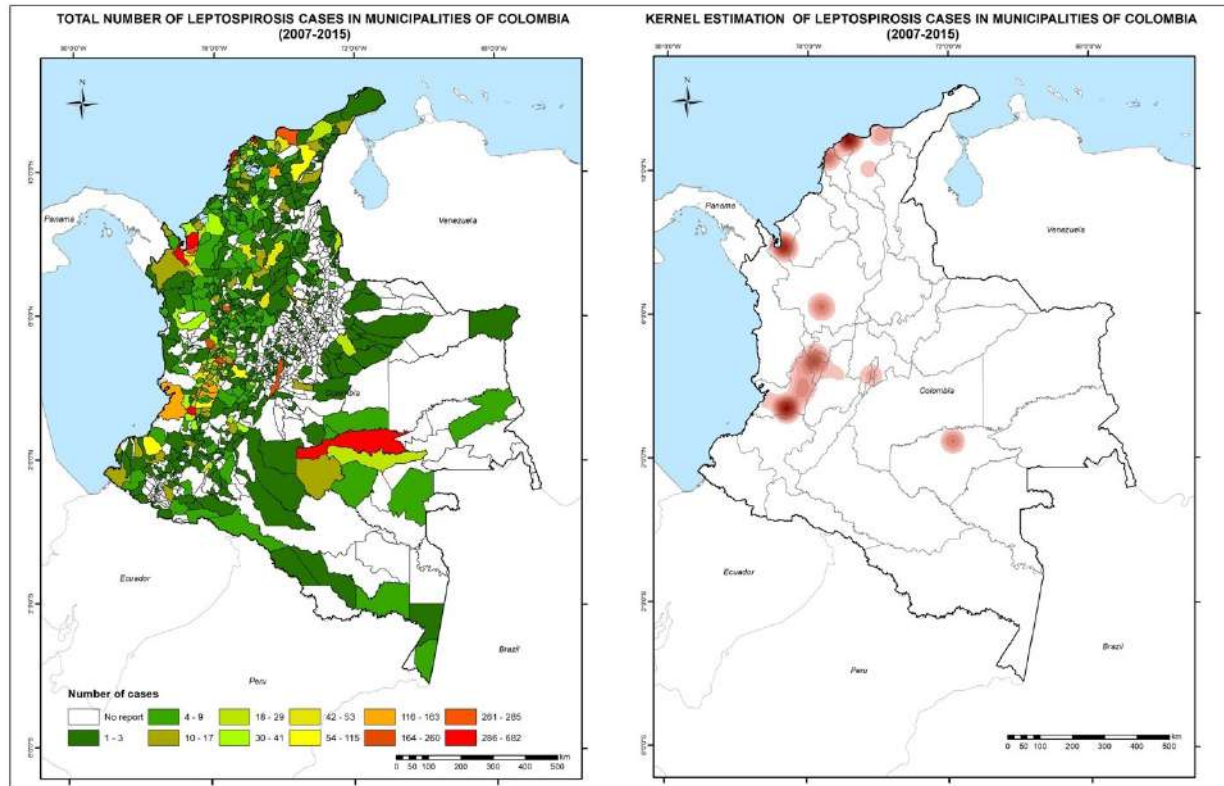 TOTAL NUMBER OF LEPTOSPIROSIS CASES IN MUNICIPALITIES OF COLOMBIA
(2007-2015)
N
Panama
Venezuela
Colombia
Ecuador
Brazil
Peru
Number of cases
No report
4 - 9
18 - 29
42 - 53
116 - 163
261 - 285
1 - 3
10 - 17
30 - 41
54 - 115
164 - 260
286 - 682
km
0 50 100 200 300 400 500
KERNEL ESTIMATION OF LEPTOSPIROSIS CASES IN MUNICIPALITIES OF COLOMBIA
(2007-2015)
N
Panama
Venezuela
Colombia
Ecuador
Brazil
Peru
km
0 50 100 200 300 400 500